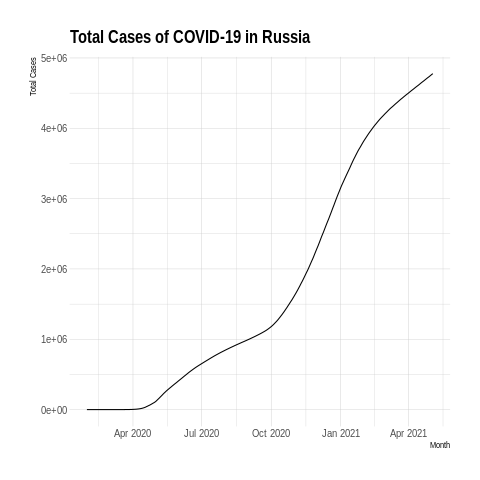 Total Cases of COVID-19 in Russia
Total Cases
5e+06
4e+06
3e+06
2e+06
1e+06
0e+00
Apr 2020 Jul 2020 Oct 2020 Jan 2021 Apr 2021
Month